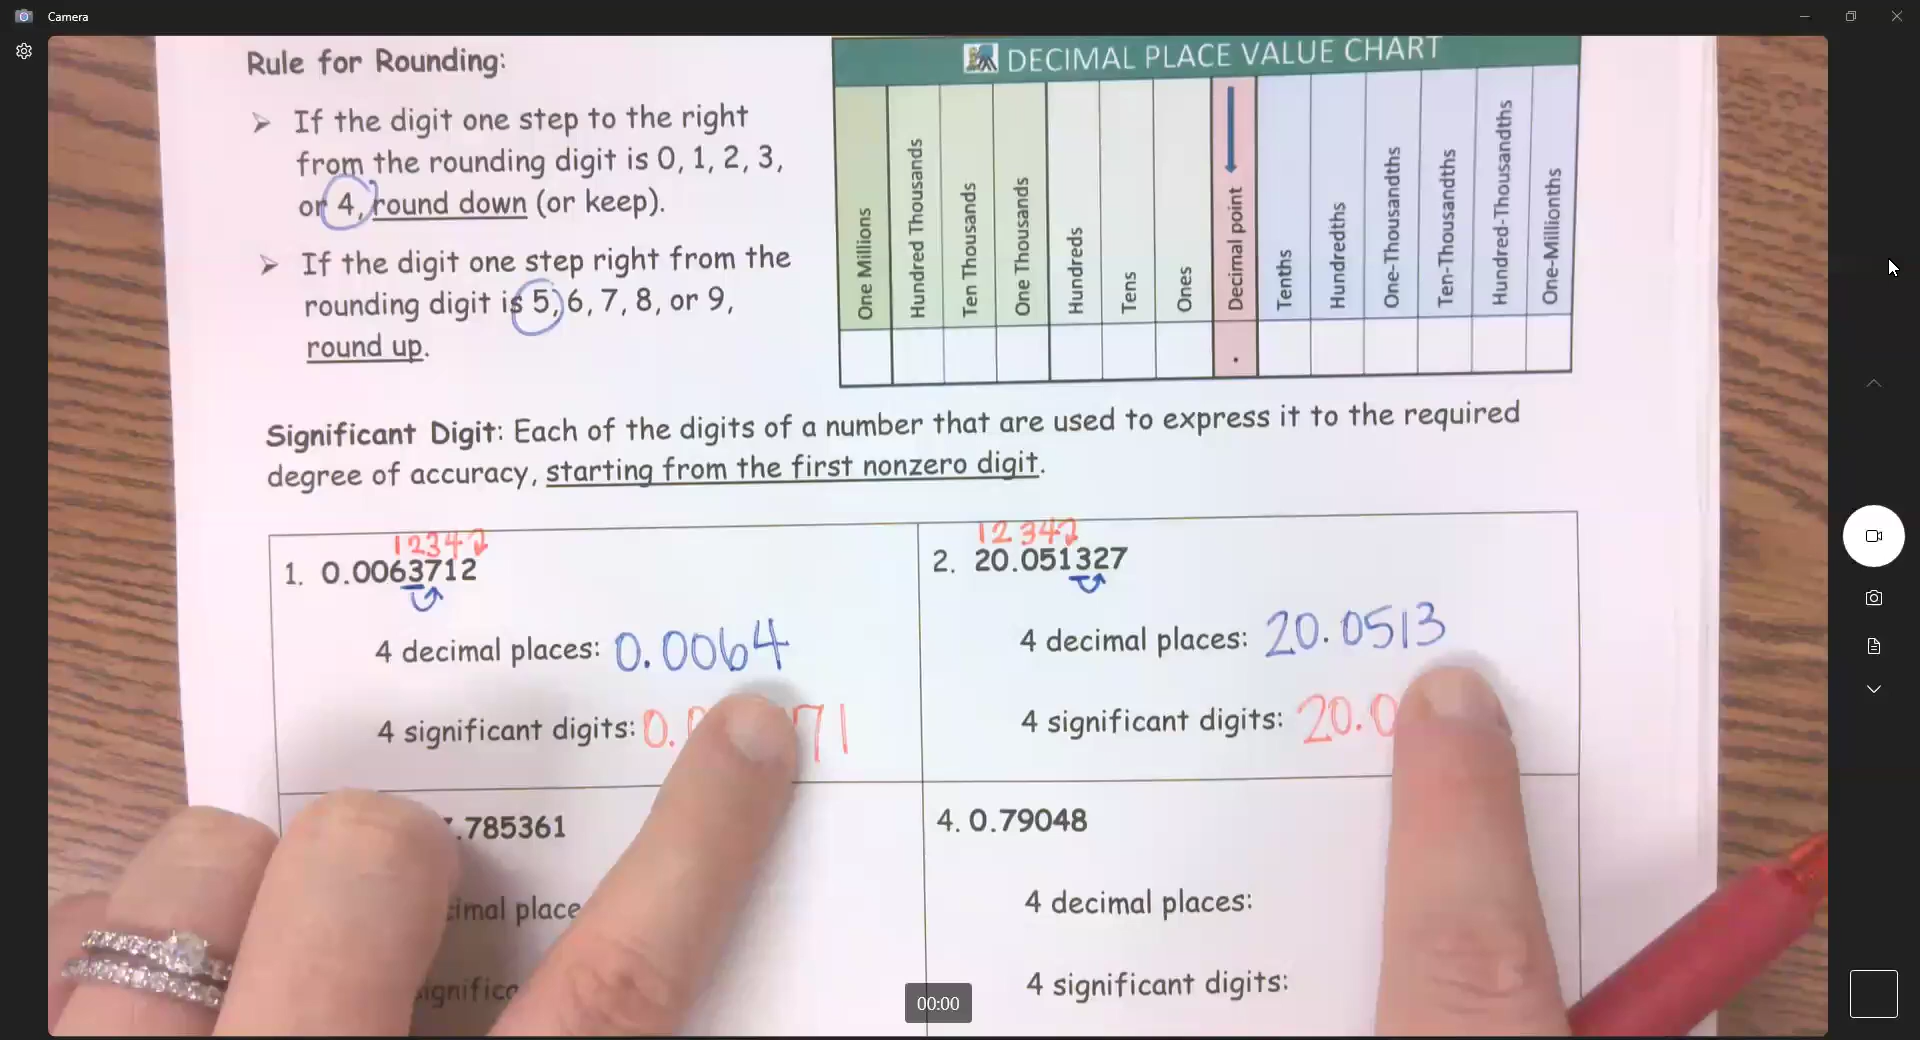 Camera
Rule for Rounding:
➢ If the digit one step to the right
from the rounding digit is 0, 1, 2, 3,
or 4, round down (or keep).
➢ If the digit one step right from the
rounding digit is 5, 6, 7, 8, or 9,
round up.
DECIMAL PLACE VALUE CHART
One Millions
Hundred Thousands
Ten Thousands
One Thousands
Hundreds
Tens
Ones
Decimal point
Tenths
Hundredths
One-Thousandths
Ten-Thousandths
Hundred-Thousandths
One-Millionths
.
Significant Digit: Each of the digits of a number that are used to express it to the required
degree of accuracy, starting from the first nonzero digit.
1234
1. 0.0063712
4 decimal places: 0.0064
4 significant digits: 0. 71
12 34
2. 20.051327
4 decimal places: 20.0513
4 significant digits: 20.0
.785361
4. 0.79048
4 decimal places:
4 significant digits:
00:00